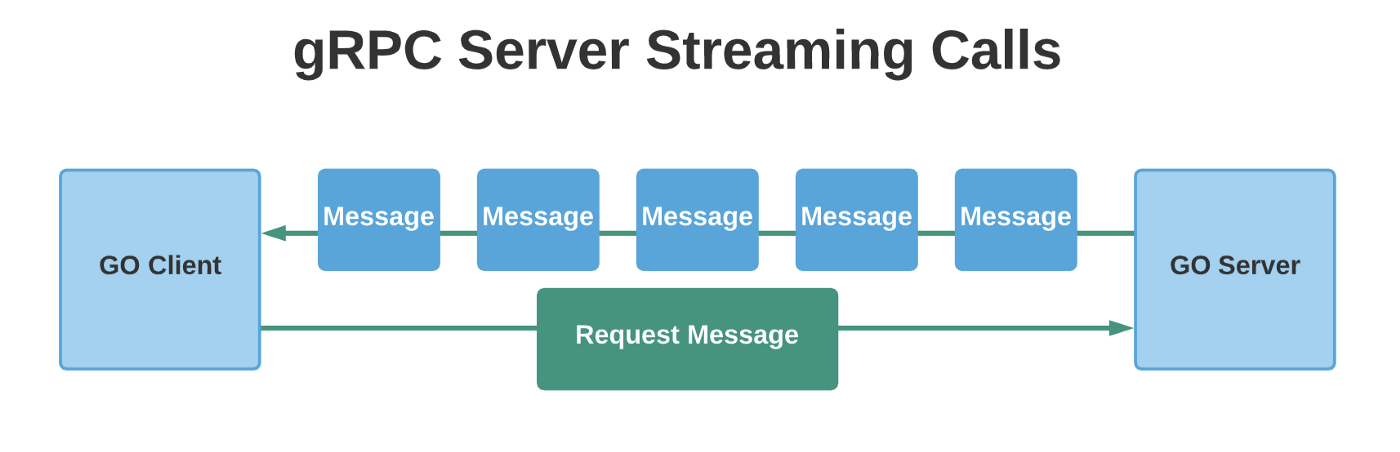 gRPC Server Streaming Calls
Message Message Message Message Message
GO Client
GO Server
Request Message